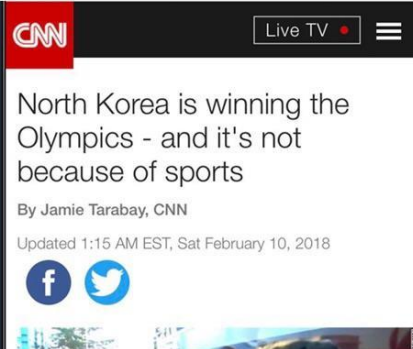 CNN
Live TV
North Korea is winning the
Olympics - and it's not
because of sports
By Jamie Tarabay, CNN
Updated 1:15 AM EST, Sat February 10, 2018
f